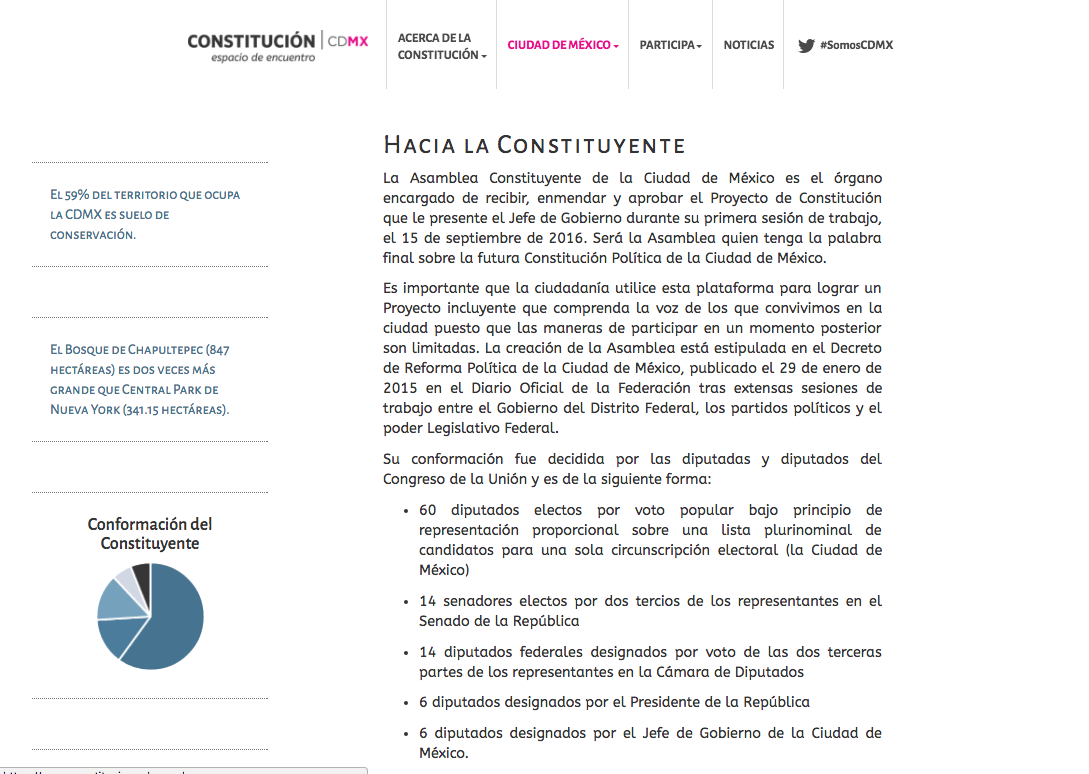 CONSTITUCIÓN CDMX
espacio de encuentro
ACERCA DE LA
CONSTITUCIÓN
CIUDAD DE MÉXICO
PARTICIPA
NOTICIAS
#SomosCDMX
El 59% del territorio que ocupa
la CDMX es suelo de
conservación.
El Bosque de Chapultepec (847
hectáreas) es dos veces más
grande que Central Park de
Nueva York (341.15 hectáreas).
Conformación del
Constituyente
Hacia la Constituyente
La Asamblea Constituyente de la Ciudad de México es el órgano
encargado de recibir, enmendar y aprobar el Proyecto de Constitución
que le presente el Jefe de Gobierno durante su primera sesión de trabajo,
el 15 de septiembre de 2016. Será la Asamblea quien tenga la palabra
final sobre la futura Constitución Política de la Ciudad de México.
Es importante que la ciudadanía utilice esta plataforma para lograr un
Proyecto incluyente que comprenda la voz de los que convivimos en la
ciudad puesto que las maneras de participar en un momento posterior
son limitadas. La creación de la Asamblea está estipulada en el Decreto
de Reforma Política de la Ciudad de México, publicado el 29 de enero de
2015 en el Diario Oficial de la Federación tras extensas sesiones de
trabajo entre el Gobierno del Distrito Federal, los partidos políticos y el
poder Legislativo Federal.
Su conformación fue decidida por las diputadas y diputados del
Congreso de la Unión y es de la siguiente forma:
• 60 diputados electos por voto popular bajo principio de
representación proporcional sobre una lista plurinominal de
candidatos para una sola circunscripción electoral (la Ciudad de
México)
• 14 senadores electos por dos tercios de los representantes en el
Senado de la República
• 14 diputados federales designados por voto de las dos terceras
partes de los representantes en la Cámara de Diputados
• 6 diputados designados por el Presidente de la República
• 6 diputados designados por el Jefe de Gobierno de la Ciudad de
México.